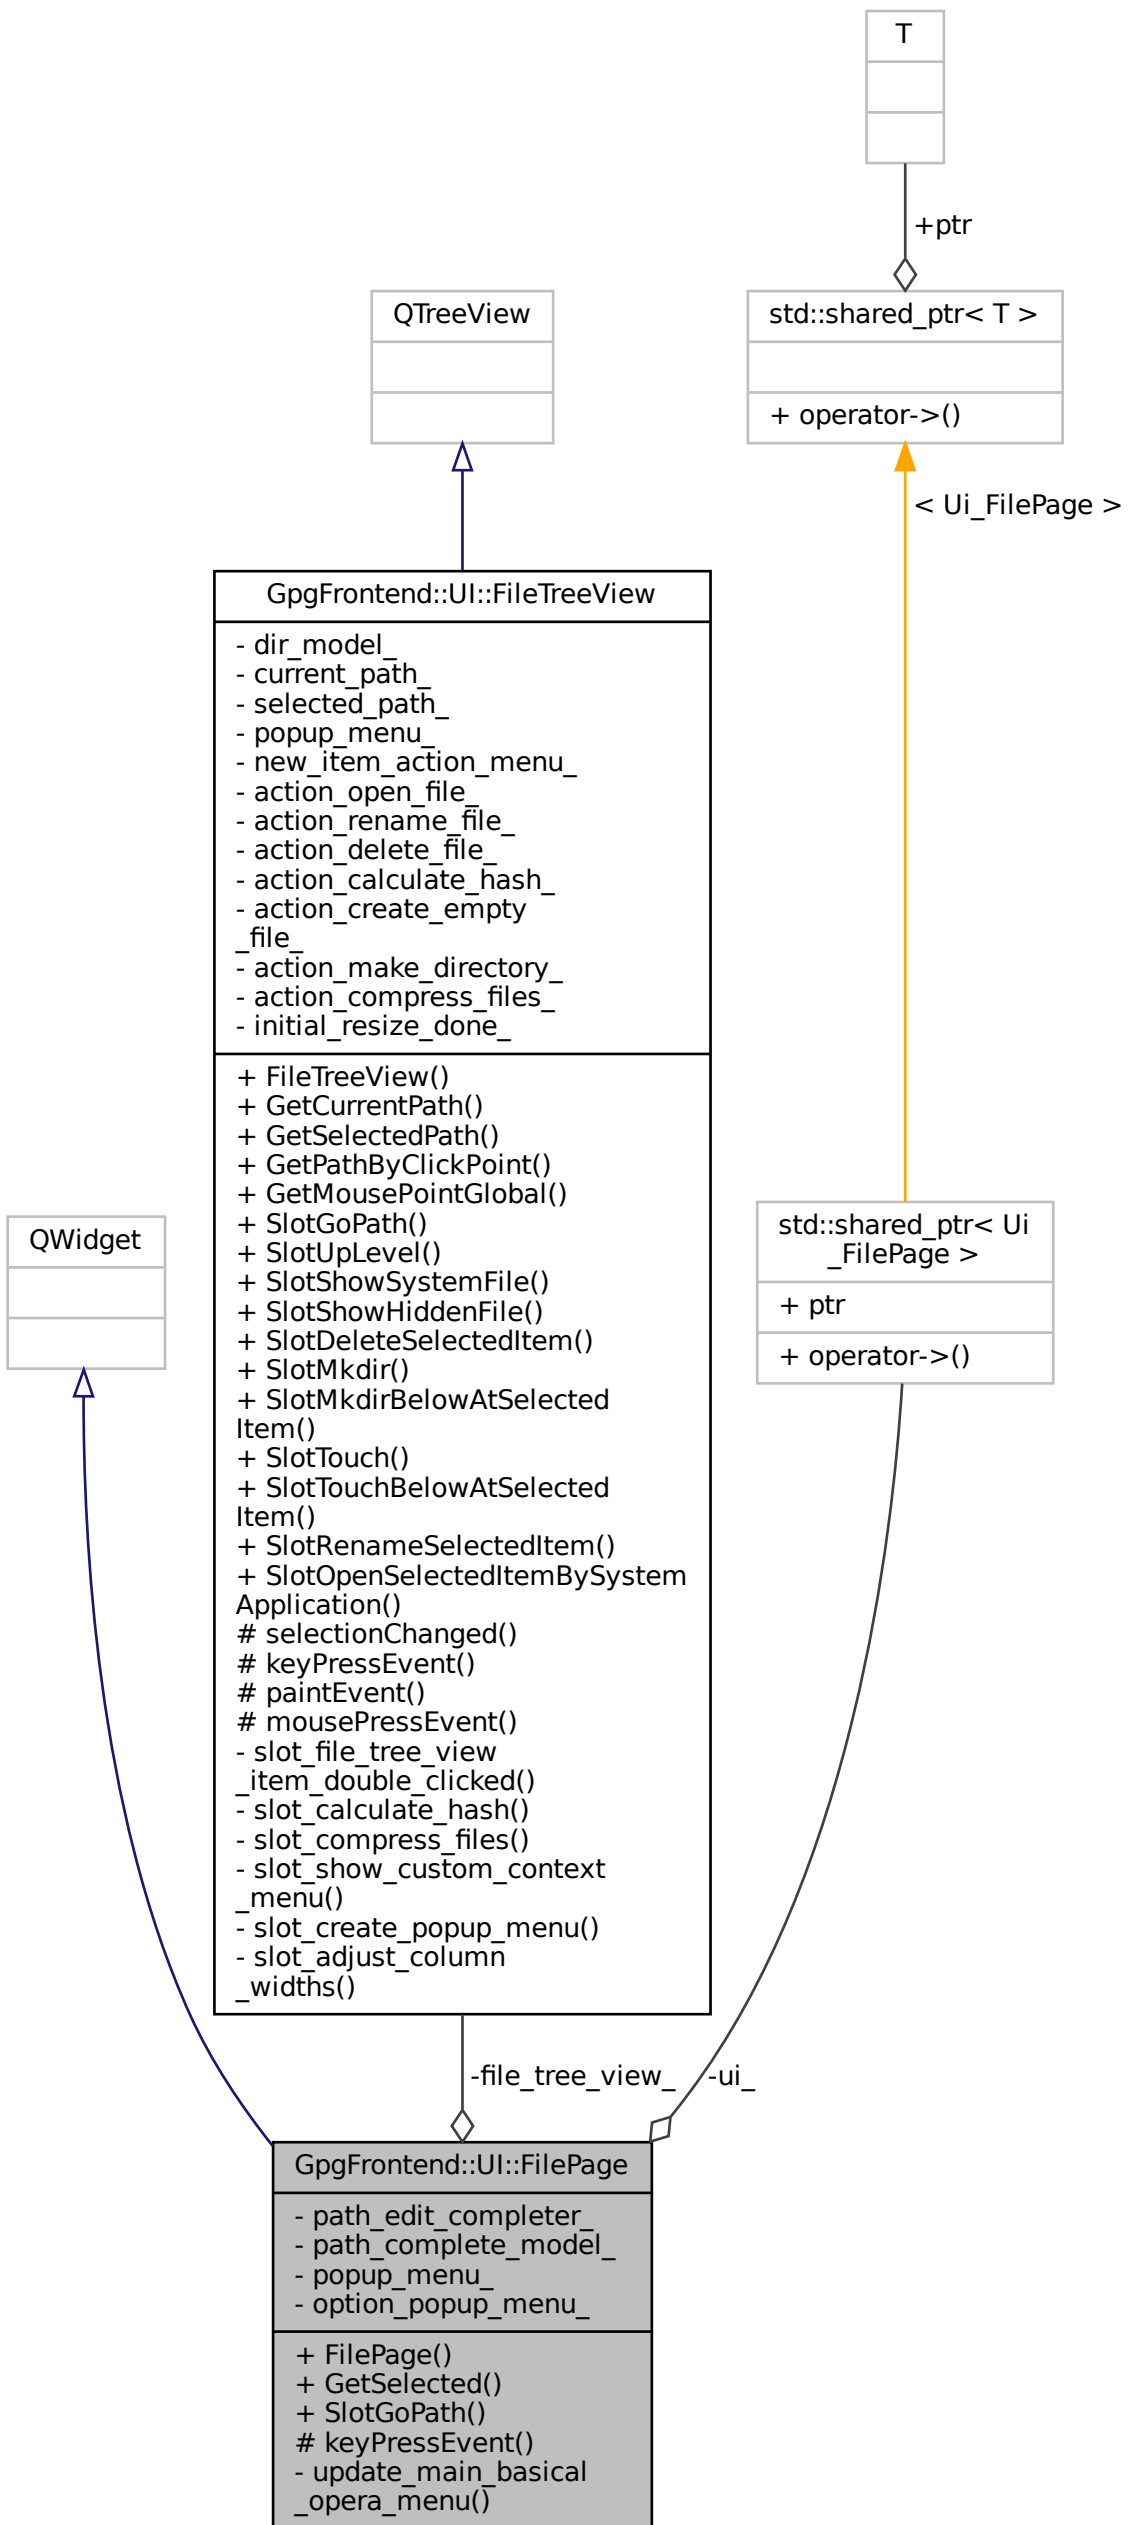 T
+ptr
QTreeView
std::shared_ptr< T >
+ operator->()
< Ui_FilePage >
GpgFrontend::UI::FileTreeView
- dir_model_
- current_path_
- selected_path_
- popup_menu_
- new_item_action_menu_
- action_open_file_
- action_rename_file_
- action_delete_file_
- action_calculate_hash_
- action_create_empty
_file_
- action_make_directory_
- action_compress_files_
- initial_resize_done_
+ FileTreeView()
+ GetCurrentPath()
+ GetSelectedPath()
+ GetPathByClickPoint()
+ GetMousePointGlobal()
+ SlotGoPath()
+ SlotUpLevel()
+ SlotShowSystemFile()
+ SlotShowHiddenFile()
+ SlotDeleteSelectedItem()
+ SlotMkdir()
+ SlotMkdirBelowAtSelected
Item()
+ SlotTouch()
+ SlotTouchBelowAtSelected
Item()
+ SlotRenameSelectedItem()
+ SlotOpenSelectedItemBySystem
Application()
# selectionChanged()
# keyPressEvent()
# paintEvent()
# mousePressEvent()
- slot_file_tree_view
_item_double_clicked()
- slot_calculate_hash()
- slot_compress_files()
- slot_show_custom_context
_menu()
- slot_create_popup_menu()
- slot_adjust_column
_widths()
QWidget
std::shared_ptr< Ui
_FilePage >
+ ptr
+ operator->()
-file_tree_view_
-ui_
GpgFrontend::UI::FilePage
- path_edit_completer_
- path_complete_model_
- popup_menu_
- option_popup_menu_
+ FilePage()
+ GetSelected()
+ SlotGoPath()
# keyPressEvent()
- update_main_basical
_opera_menu()